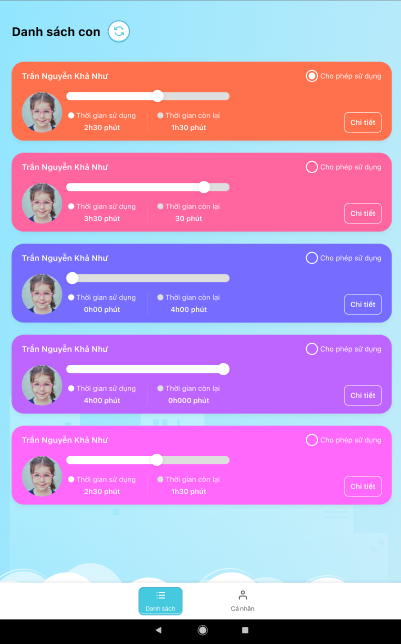 Danh sách con
Trần Nguyễn Khả Như
Cho phép sử dụng
Thời gian sử dụng
Thời gian còn lại
2h30 phút
1h30 phút
Chi tiết
Trần Nguyễn Khả Như
Cho phép sử dụng
Thời gian sử dụng
Thời gian còn lại
3h30 phút
30 phút
Chi tiết
Trần Nguyễn Khả Như
Cho phép sử dụng
Thời gian sử dụng
Thời gian còn lại
0h00 phút
4h00 phút
Chi tiết
Trần Nguyễn Khả Như
Cho phép sử dụng
Thời gian sử dụng
Thời gian còn lại
4h00 phút
0h000 phút
Chi tiết
Trần Nguyễn Khả Như
Cho phép sử dụng
Thời gian sử dụng
Thời gian còn lại
2h30 phút
1h30 phút
Chi tiết
Danh sách
Cá nhân